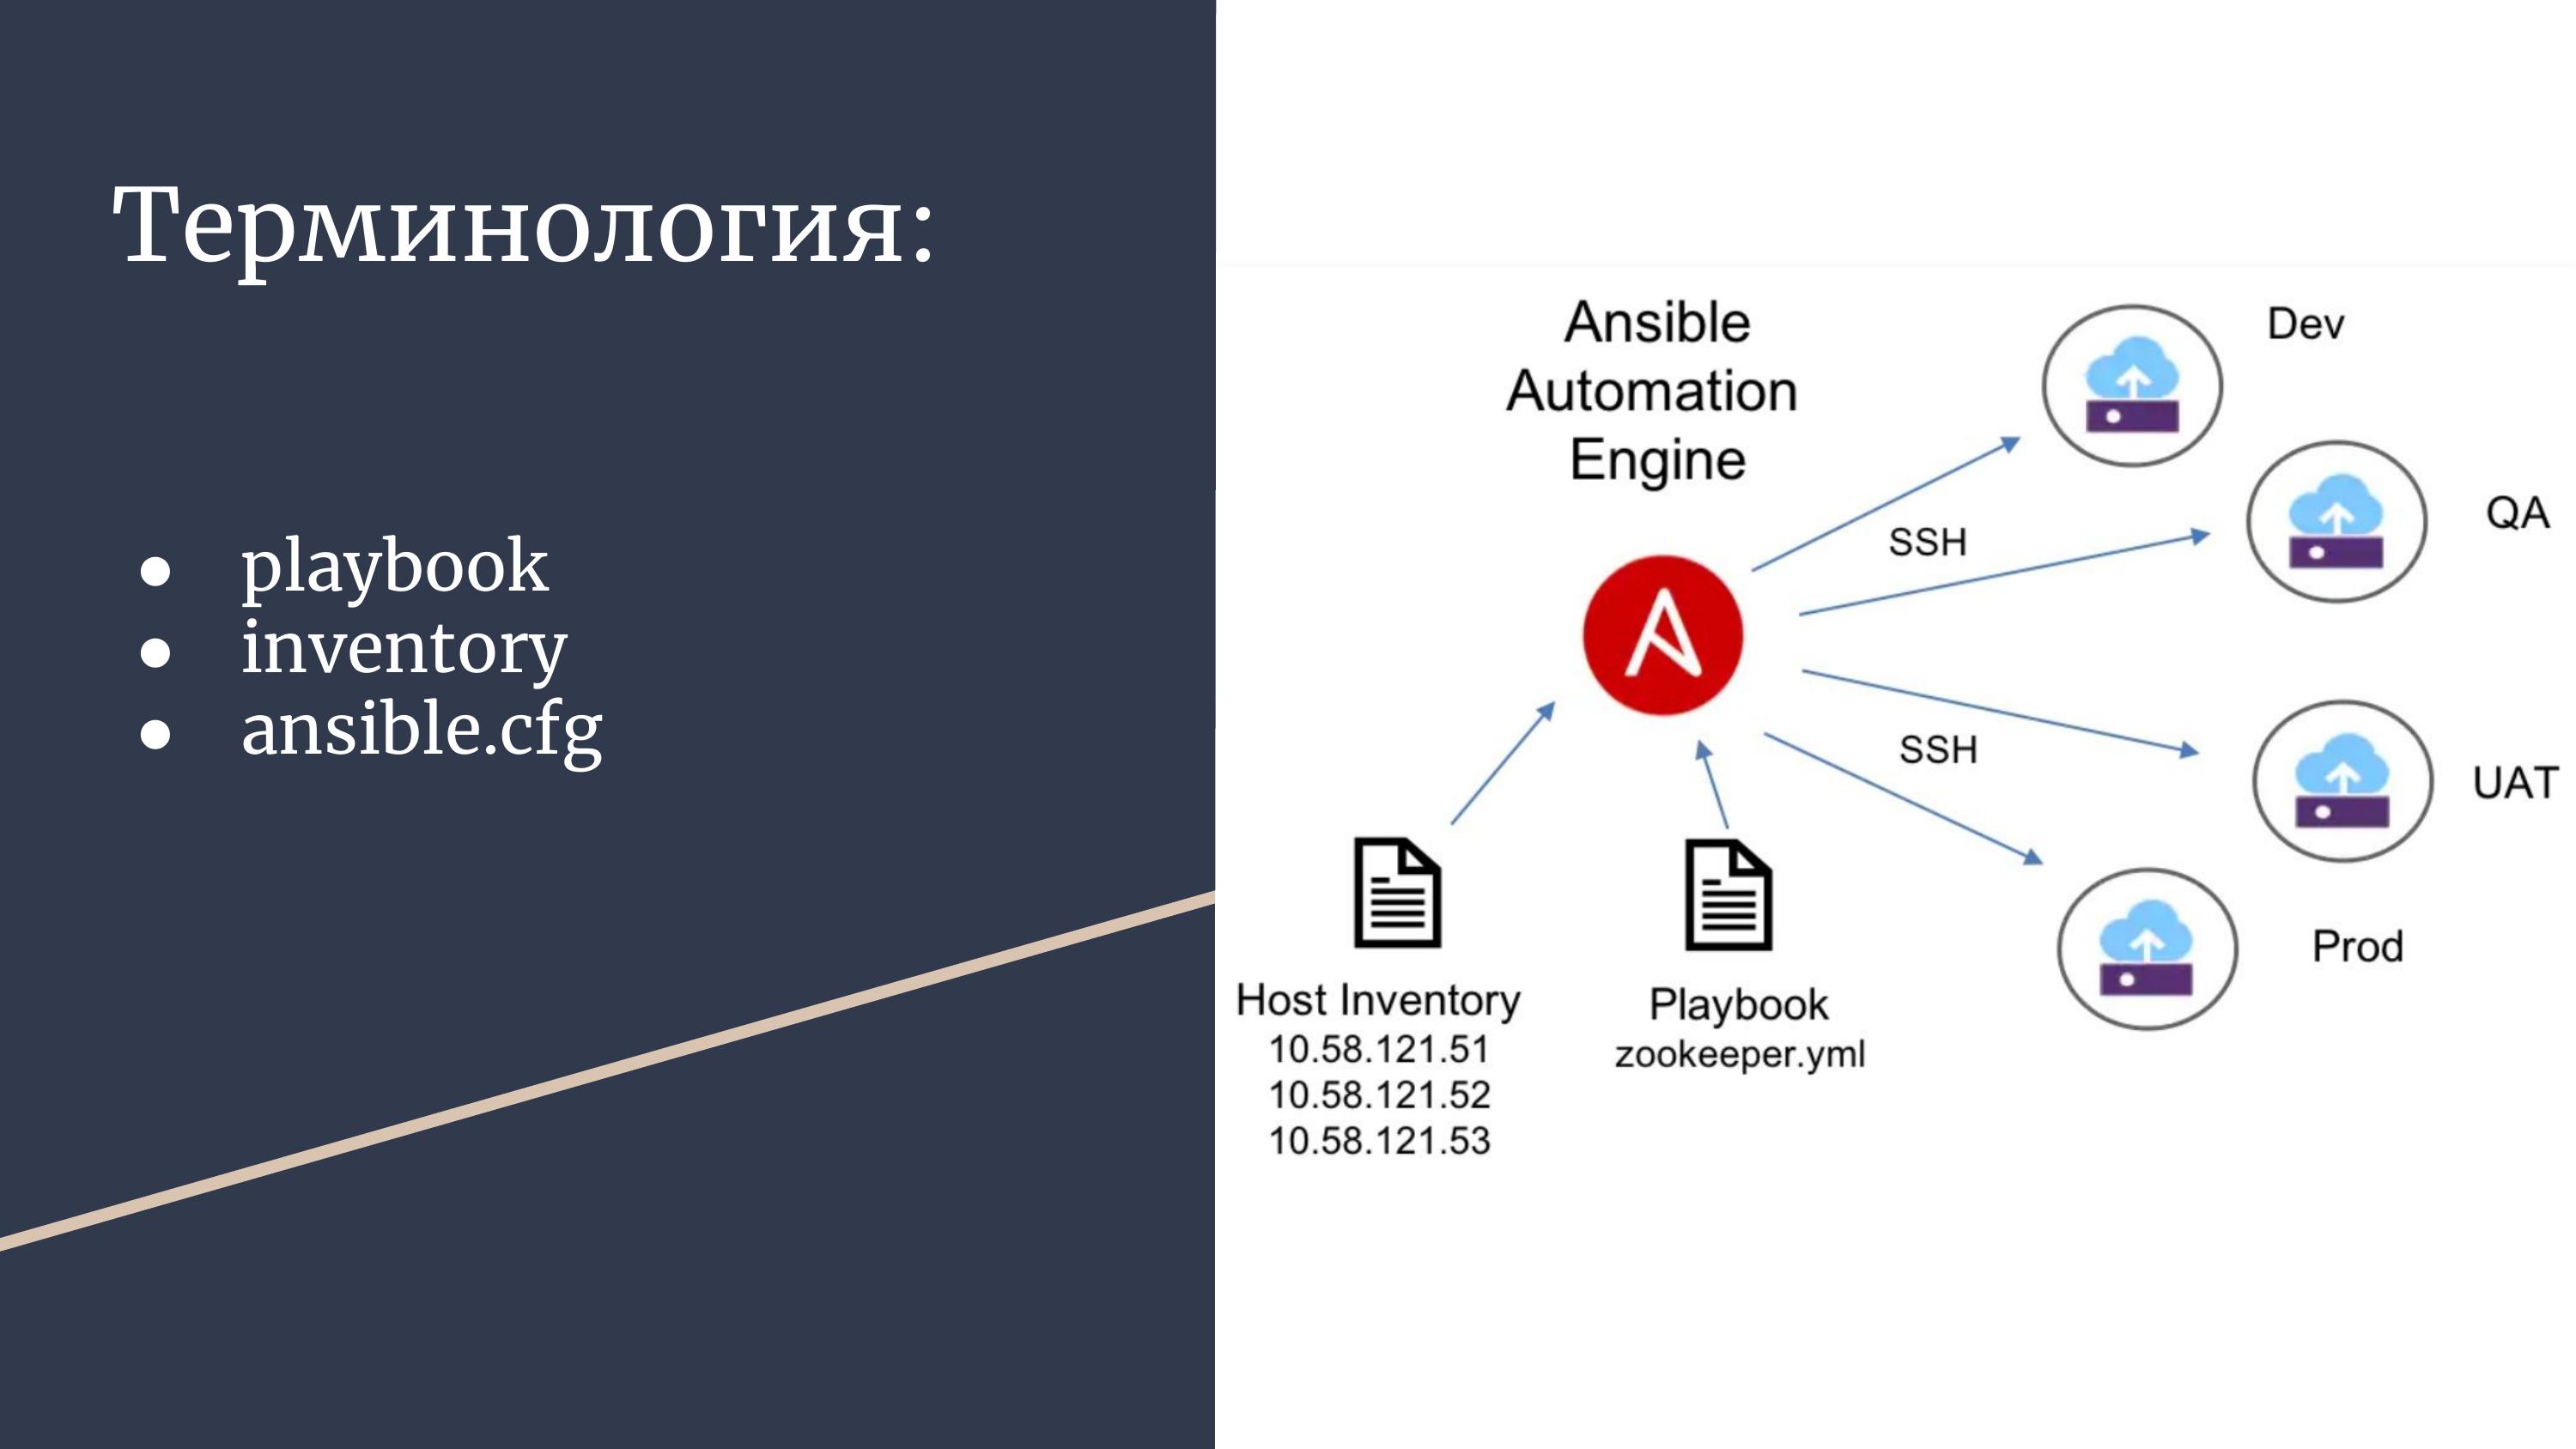 Терминология:
● playbook
● inventory
● ansible.cfg
Ansible
Automation
Engine
Dev
QA
SSH
SSH
UAT
Prod
Host Inventory
10.58.121.51
10.58.121.52
10.58.121.53
Playbook
zookeeper.yml